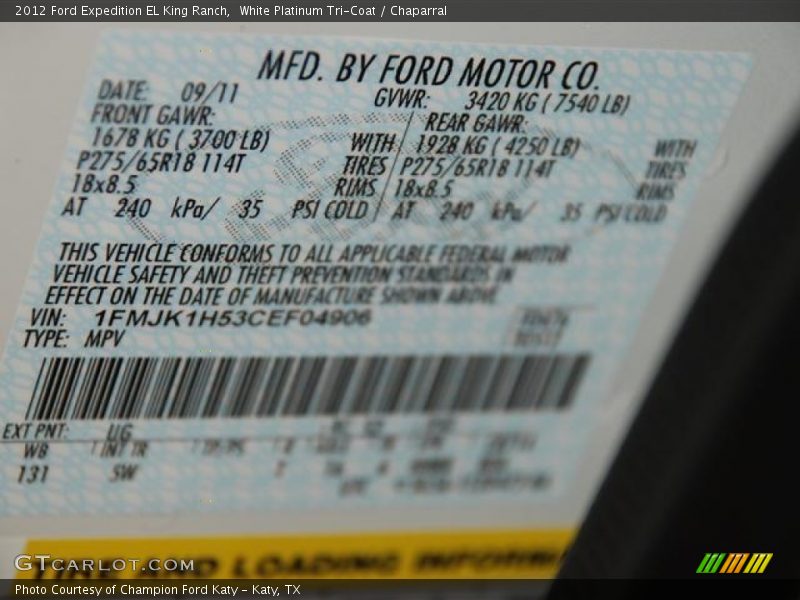 2012 Ford Expedition EL King Ranch,  White Platinum Tri-Coat / Chaparral
MFD. BY FORD MOTOR CO.
DATE: 09/11 GVWR: 3420 KG ( 7540 LB)
FRONT GAWR: REAR GAWR:
1678 KG ( 3700 LB) WITH 1928 KG ( 4250 LB) WITH
P275/65R18 114T TIRES P275/65R18 114T TIRES
18x8.5 RIMS 18x8.5 RIMS
AT 240 kPa/ 35 PSI COLD AT 240 kPa/ 35 PSI COLD
THIS VEHICLE CONFORMS TO ALL APPLICABLE FEDERAL MOTOR
VEHICLE SAFETY AND THEFT PREVENTION STANDARDS IN
EFFECT ON THE DATE OF MANUFACTURE SHOWN ABOVE
VIN: 1FMJK1H53CEF04906
TYPE: MPV
EXT PNT: UG
WB INT TR
131 SW
TIRE AND LOADING
GTCARLOT.COM
Photo Courtesy of Champion Ford Katy - Katy, TX